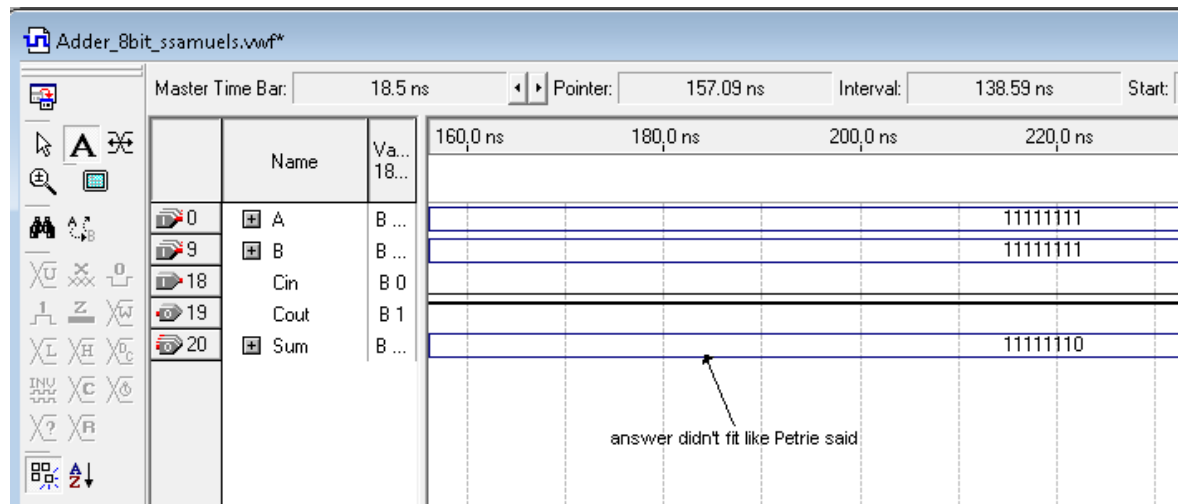 Adder_8bit_ssamuels.vwf*
Master Time Bar: 18.5 ns Pointer: 157.09 ns Interval: 138.59 ns Start:
Name Va... 18... 160.0 ns 180.0 ns 200.0 ns 220.0 ns
0 A B ... 11111111
9 B B ... 11111111
18 Cin B 0
19 Cout B 1
20 Sum B ... 11111110
answer didn't fit like Petrie said